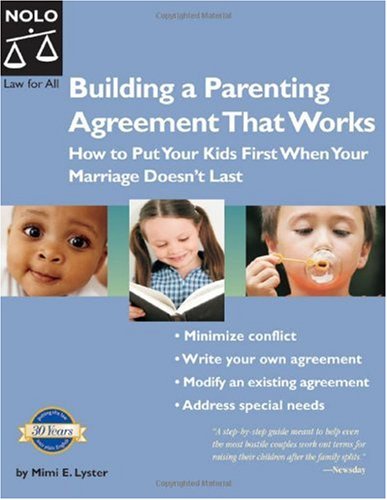 NOLO
Law for All
Building a Parenting
Agreement That Works
How to Put Your Kids First When Your
Marriage Doesn't Last
• Minimize conflict
• Write your own agreement
• Modify an existing agreement
• Address special needs
30 Years
"A step-by-step guide meant to help even
the most hostile couples work out terms for
raising their children after the family splits."
—Newsday
by Mimi E. Lyster